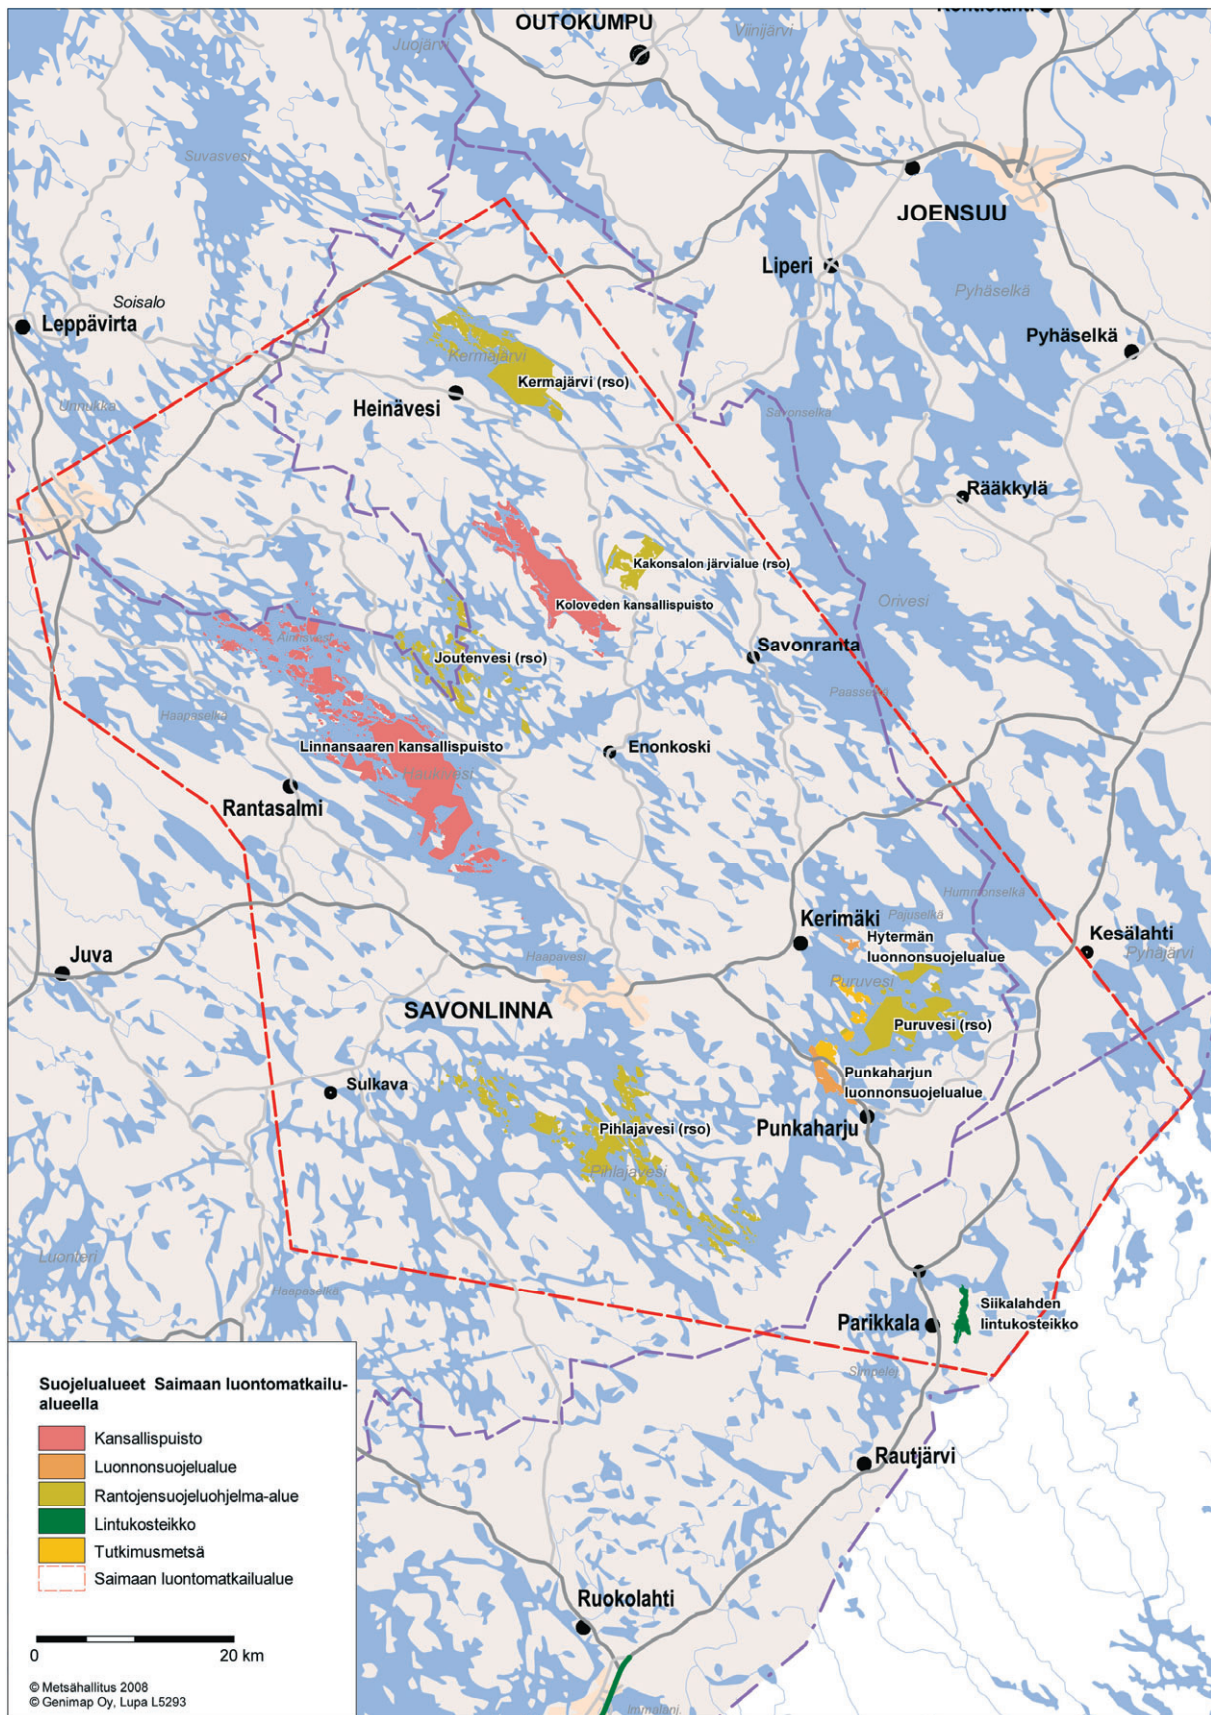 OUTOKUMPU
Viinijärvi
Juojärvi
Suvasvesi
JOENSUU
Liperi
Pyhäselkä
Soisalo
Leppävirta
Pyhäselkä
Kermajärvi
Kermajärvi (rso)
Heinävesi
Unnukka
Savonselkä
Rääkkylä
Kakonsalon järvialue (rso)
Koloveden kansallispuisto
Orivesi
Savonranta
Joutenvesi (rso)
Paasselkä
Haapaselkä
Linnansaaren kansallispuisto
Enonkoski
Haukivesi
Rantasalmi
Hummonselkä
Pajuselkä
Kerimäki
Hytermän
luonnonsuojelualue
Kesälahti
Pyhäjärvi
Juva
Haapavesi
Puruvesi
SAVONLINNA
Puruvesi (rso)
Sulkava
Punkaharjun
luonnonsuojelualue
Punkaharju
Pihlajavesi (rso)
Pihlajavesi
Luonteri
Haapaselkä
Siikalahden
lintukosteikko
Parikkala
Simpelej.
Rautjärvi
Ruokolahti
Immalanj.
Suojelualueet Saimaan luontomatkailu-
alueella
Kansallispuisto
Luonnonsuojelualue
Rantojensuojeluohjelma-alue
Lintukosteikko
Tutkimusmetsä
Saimaan luontomatkailualue
0 20 km
© Metsähallitus 2008
© Genimap Oy, Lupa L5293